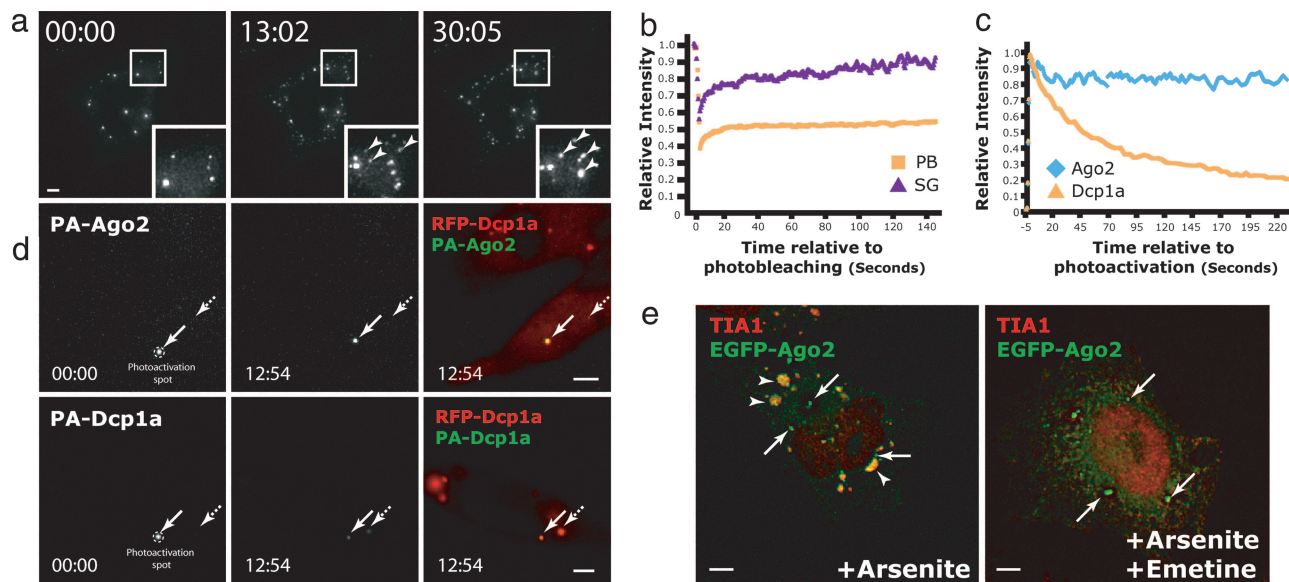 a
00:00
13:02
30:05
b
Relative Intensity
1.0
0.9
0.8
0.7
0.6
0.5
0.4
0.3
0.2
0.1
0
PB
SG
0
20
40
60
80
100
120
140
Time relative to
photobleaching (Seconds)
c
Relative Intensity
1.0
0.9
0.8
0.7
0.6
0.5
0.4
0.3
0.2
0.1
0
Ago2
Dcp1a
-5
20
45
70
95
120
145
170
195
220
Time relative to
photoactivation (Seconds)
d
PA-Ago2
Photoactivation
spot
00:00
12:54
RFP-Dcp1a
PA-Ago2
12:54
PA-Dcp1a
Photoactivation
spot
00:00
12:54
RFP-Dcp1a
PA-Dcp1a
12:54
e
TIA1
EGFP-Ago2
+Arsenite
TIA1
EGFP-Ago2
+Arsenite
+Emetine